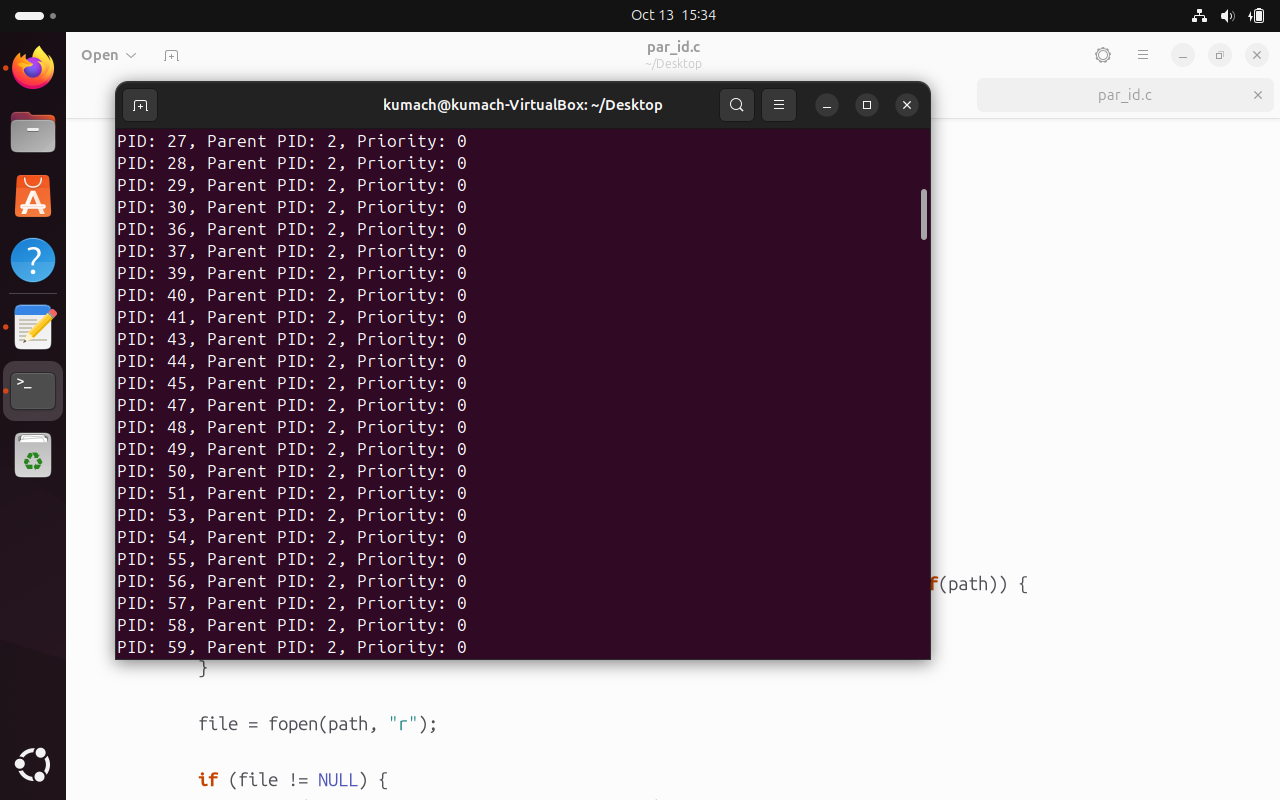 Oct 13 15:34
Open
par_id.c
~/Desktop
par_id.c
kumach@kumach-VirtualBox: ~/Desktop
PID: 27, Parent PID: 2, Priority: 0
PID: 28, Parent PID: 2, Priority: 0
PID: 29, Parent PID: 2, Priority: 0
PID: 30, Parent PID: 2, Priority: 0
PID: 36, Parent PID: 2, Priority: 0
PID: 37, Parent PID: 2, Priority: 0
PID: 39, Parent PID: 2, Priority: 0
PID: 40, Parent PID: 2, Priority: 0
PID: 41, Parent PID: 2, Priority: 0
PID: 43, Parent PID: 2, Priority: 0
PID: 44, Parent PID: 2, Priority: 0
PID: 45, Parent PID: 2, Priority: 0
PID: 47, Parent PID: 2, Priority: 0
PID: 48, Parent PID: 2, Priority: 0
PID: 49, Parent PID: 2, Priority: 0
PID: 50, Parent PID: 2, Priority: 0
PID: 51, Parent PID: 2, Priority: 0
PID: 53, Parent PID: 2, Priority: 0
PID: 54, Parent PID: 2, Priority: 0
PID: 55, Parent PID: 2, Priority: 0
PID: 56, Parent PID: 2, Priority: 0
PID: 57, Parent PID: 2, Priority: 0
PID: 58, Parent PID: 2, Priority: 0
PID: 59, Parent PID: 2, Priority: 0
f(path)) {
}
file = fopen(path, "r");
if (file != NULL) {